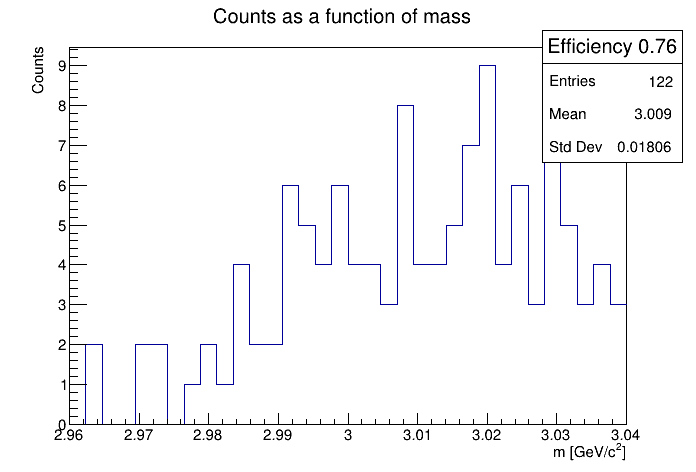 Counts as a function of mass
Efficiency 0.76
Entries 122
Mean 3.009
Std Dev 0.01806
Counts
9
8
7
6
5
4
3
2
1
0
2.96 2.97 2.98 2.99 3 3.01 3.02 3.03 3.04
m [GeV/c²]